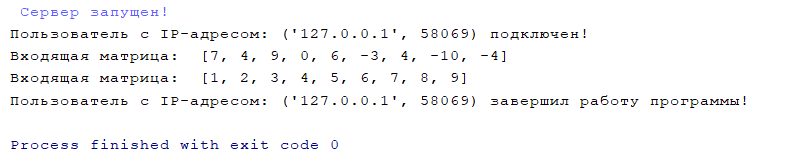 Сервер запущен!
Пользователь с IP-адресом: ('127.0.0.1', 58069) подключен!
Входящая матрица:  [7, 4, 9, 0, 6, -3, 4, -10, -4]
Входящая матрица:  [1, 2, 3, 4, 5, 6, 7, 8, 9]
Пользователь с IP-адресом: ('127.0.0.1', 58069) завершил работу программы!
Process finished with exit code 0